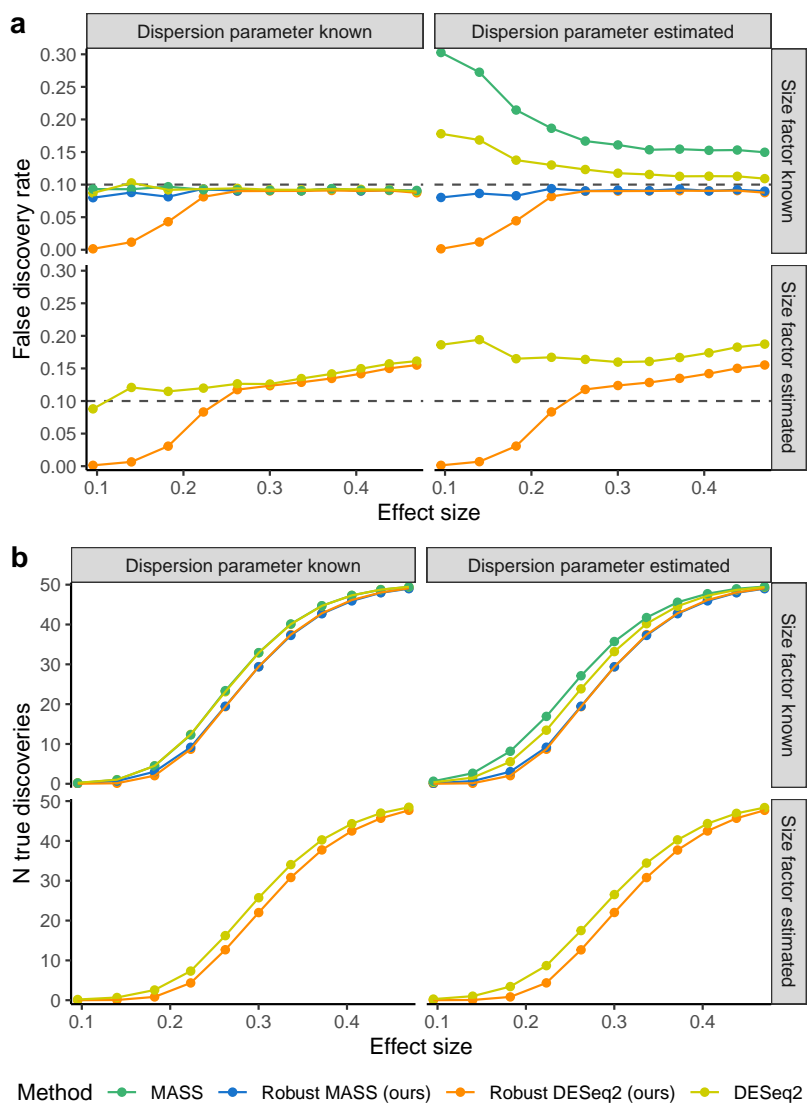 a
Dispersion parameter known
Dispersion parameter estimated
False discovery rate
0.30
0.25
0.20
0.15
0.10
0.05
0.00
Size factor known
0.30
0.25
0.20
0.15
0.10
0.05
0.00
Size factor estimated
0.1 0.2 0.3 0.4
0.1 0.2 0.3 0.4
Effect size
b
Dispersion parameter known
Dispersion parameter estimated
N true discoveries
50
40
30
20
10
0
Size factor known
50
40
30
20
10
0
Size factor estimated
0.1 0.2 0.3 0.4
0.1 0.2 0.3 0.4
Effect size
Method MASS Robust MASS (ours) Robust DESeq2 (ours) DESeq2